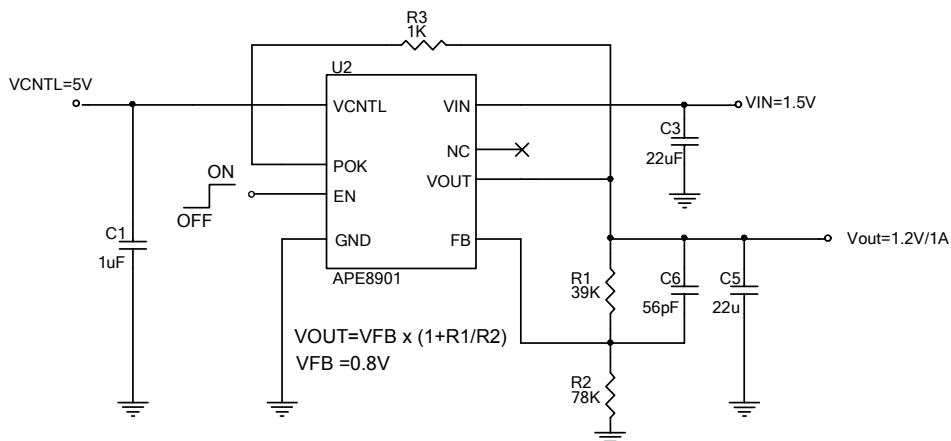 R3
1K
U2
VCNTL=5V
VCNTL
VIN
VIN=1.5V
C3
22uF
NC
POK
VOUT
ON
OFF
EN
C1
1uF
GND
FB
Vout=1.2V/1A
APE8901
R1
39K
C6
56pF
C5
22u
VOUT=VFB x (1+R1/R2)
VFB =0.8V
R2
78K